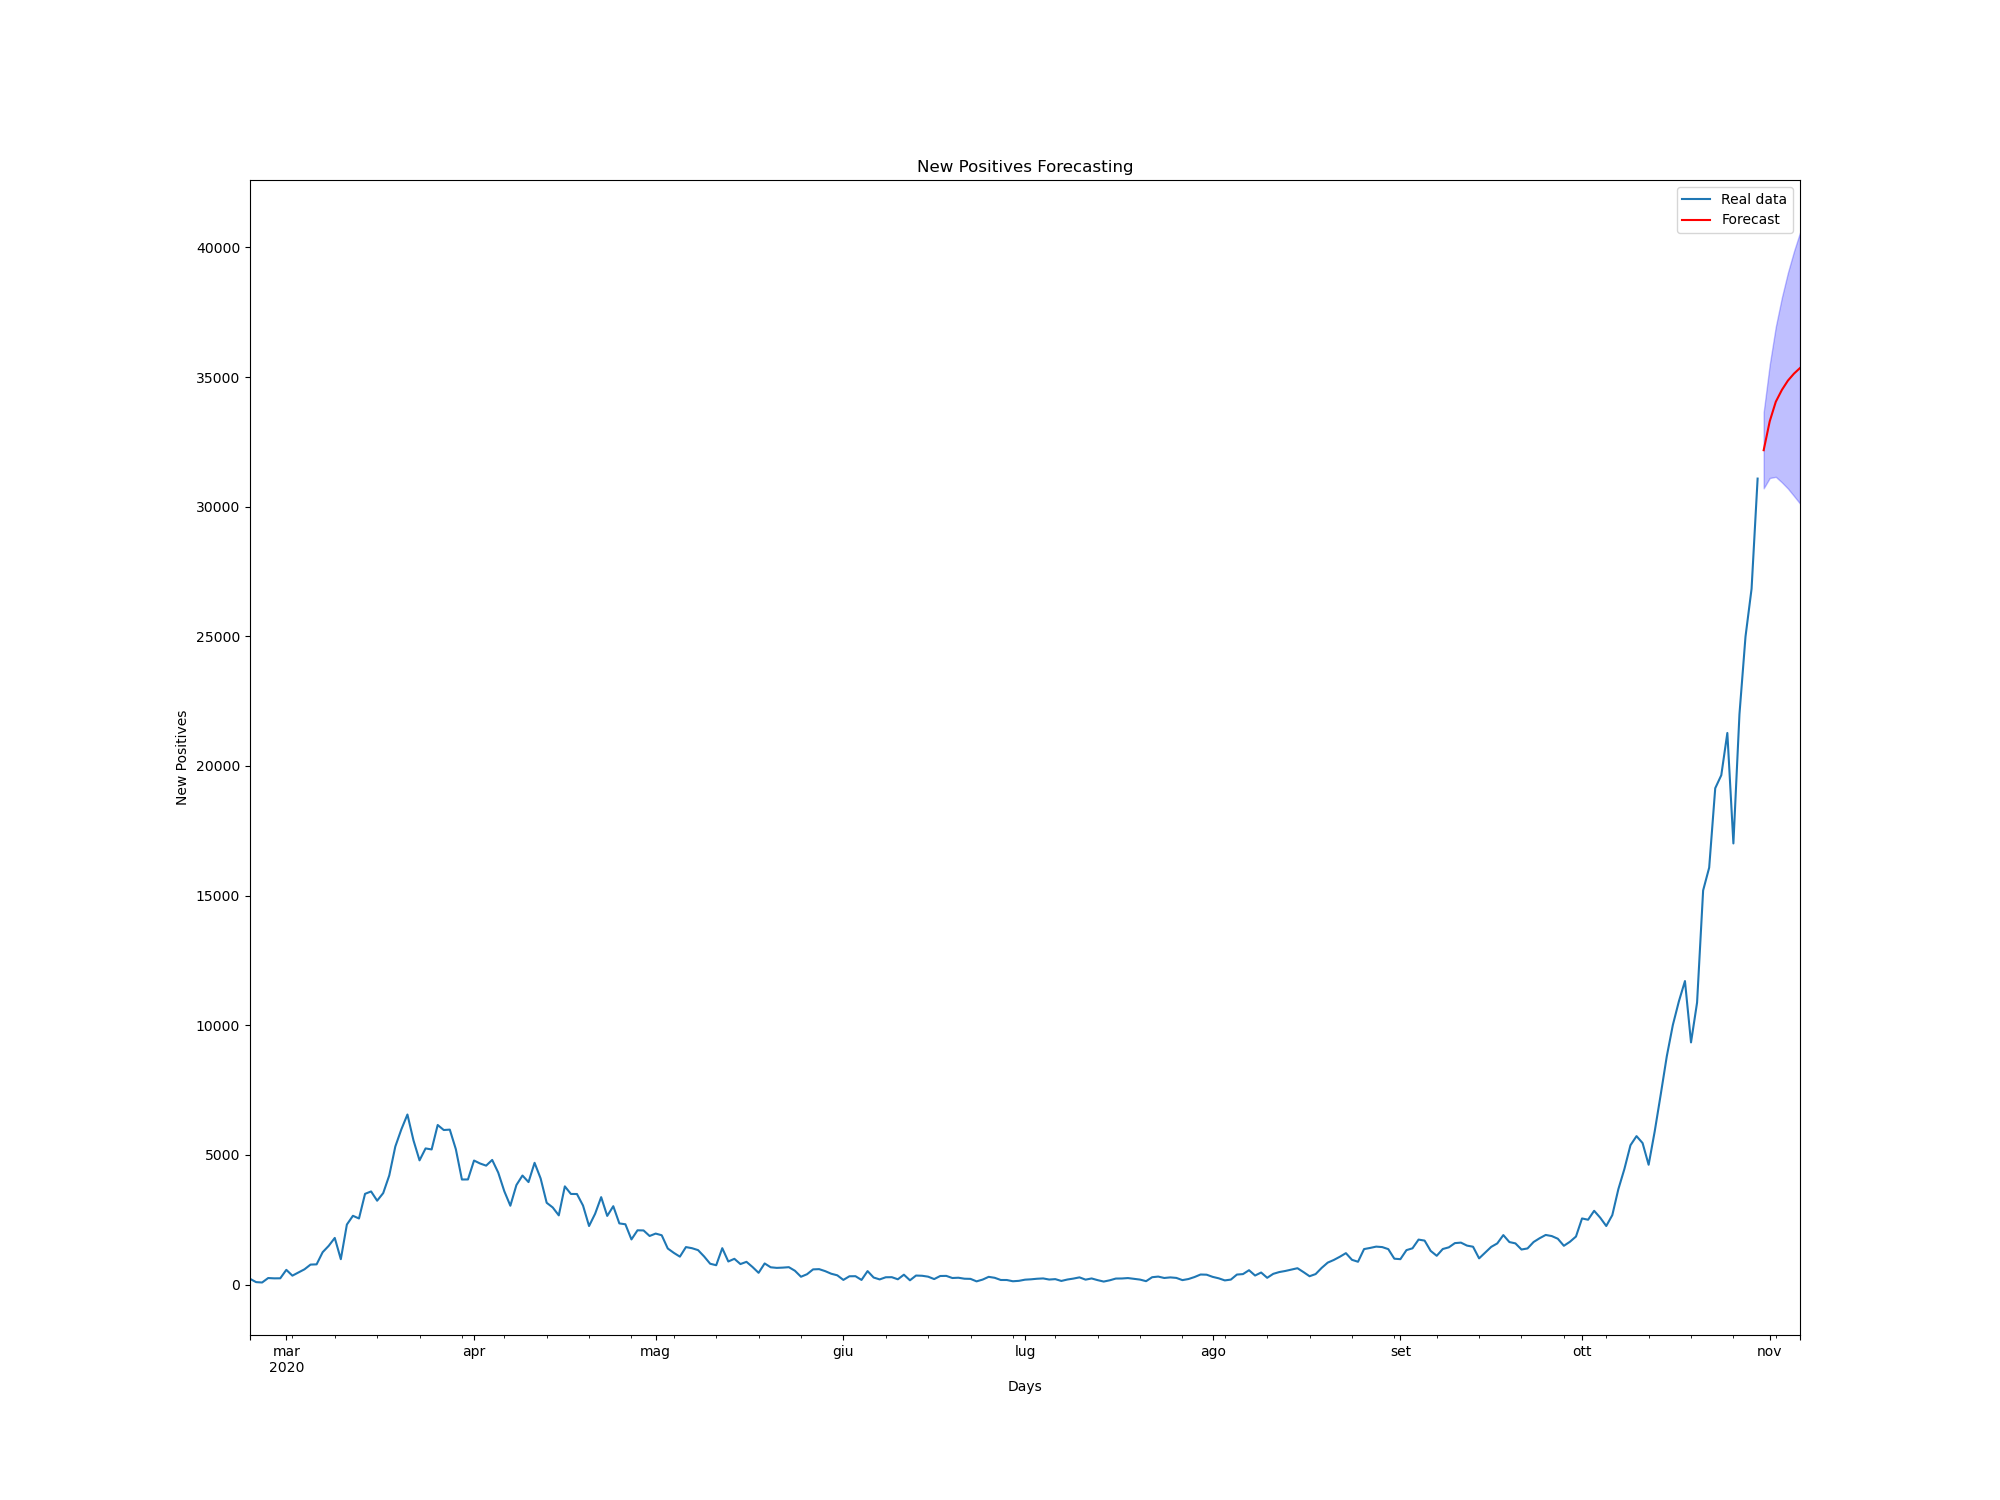 New Positives Forecasting
Real data
Forecast
40000
35000
30000
25000
20000
15000
10000
5000
0
New Positives
mar apr mag giu lug ago set ott nov
2020
Days